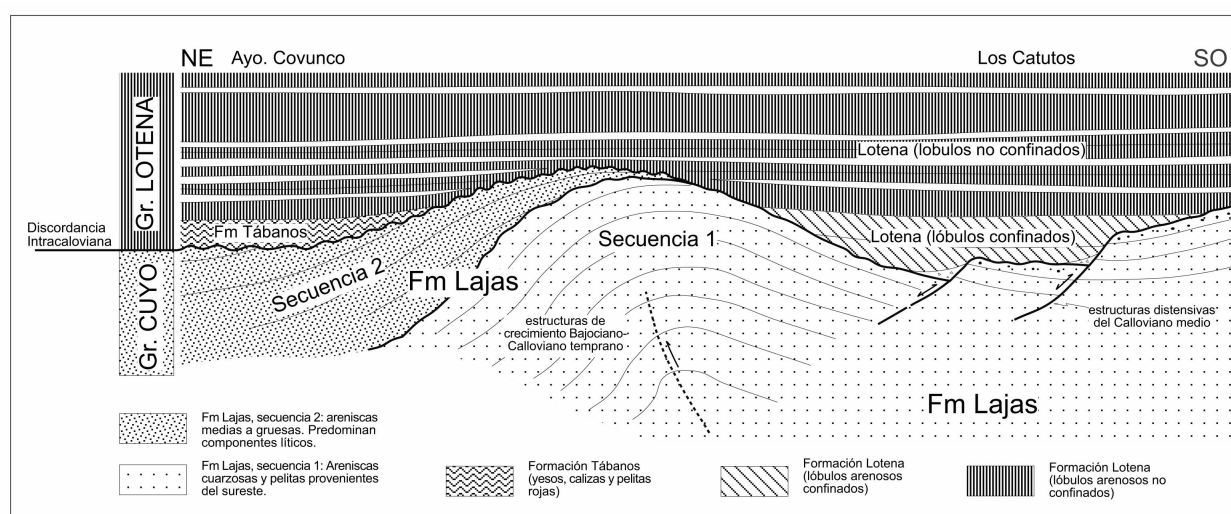 NE
Ayo. Covunco
Los Catutos
SO
Gr. LOTENA
Lotena (lobulos no confinados)
Discordancia
Intracaloviana
Fm Tábanos
Lotena (lóbulos confinados)
Secuencia 1
Secuencia 2
Fm Lajas
Gr. CUYO
estructuras de
crecimiento Bajociano-
Calloviano temprano
estructuras distensivas
del Calloviano medio
Fm Lajas
Fm Lajas, secuencia 2: areniscas
medias a gruesas. Predominan
componentes líticos.
Fm Lajas, secuencia 1: Areniscas
cuarzosas y pelitas provenientes
del sureste.
Formación Tábanos
(yesos, calizas y pelitas
rojas)
Formación Lotena
(lóbulos arenosos
confinados)
Formación Lotena
(lóbulos arenosos no
confinados)